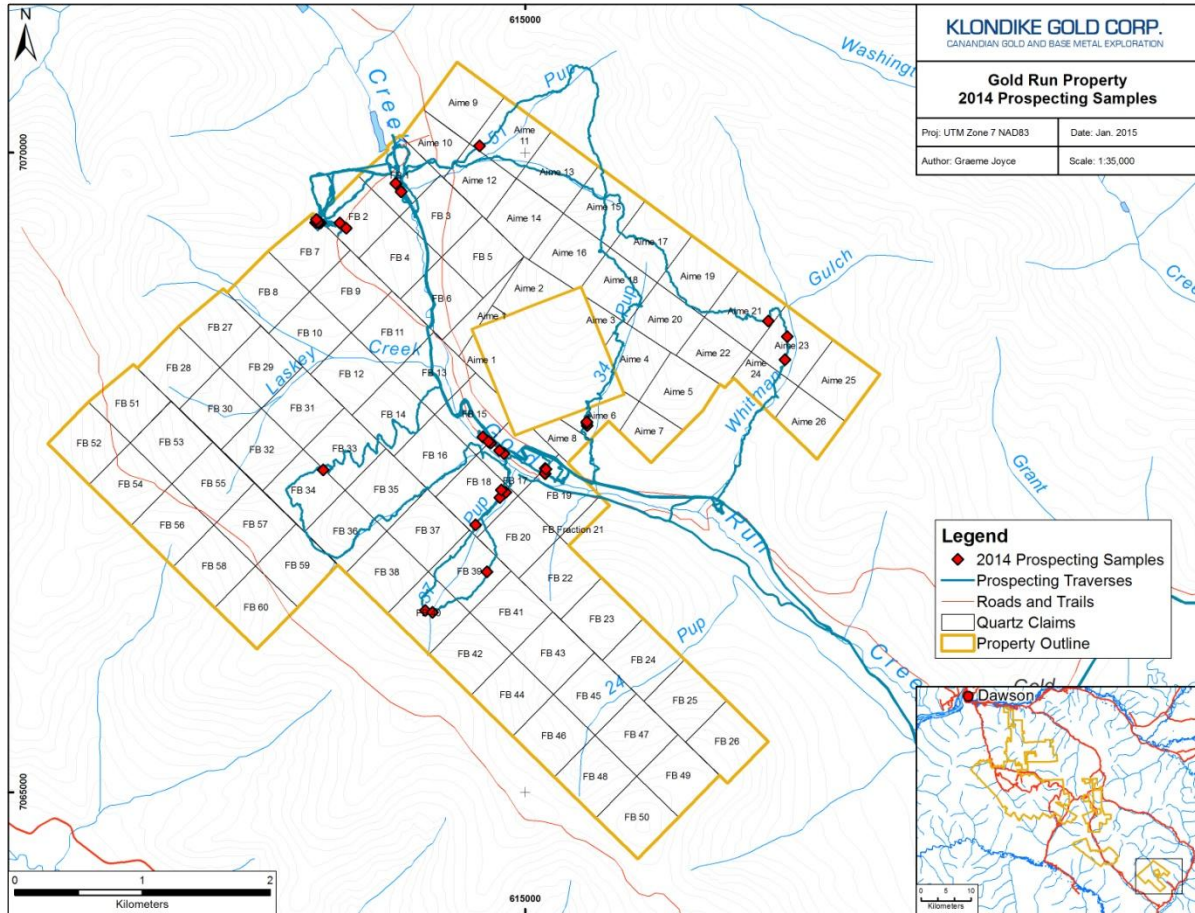 N
615000
KLONDIKE GOLD CORP.
CANANDIAN GOLD AND BASE METAL EXPLORATION
Gold Run Property
2014 Prospecting Samples
Proj: UTM Zone 7 NAD83
Date: Jan. 2015
Author: Graeme Joyce
Scale: 1:35,000
Washingt
Pup
Creek
Aime 9
51
Aime
11
7070000
Aime 10
Aime 12
Aime 13
FB 1
FB 2
FB 3
Aime 14
Aime 15
FB 7
FB 4
FB 5
Aime 16
Aime 17
Gulch
Cree
FB 8
FB 9
FB 6
Aime 2
Aime 18
Aime 19
Pup
FB 27
FB 10
FB 11
Aime 1
Aime 3
Aime 20
Aime 21
Laskey
Creek
Aime 1
Aime 4
Aime 22
Aime 23
FB 28
FB 29
FB 12
FB 13
34
Aime 5
Aime
24
Aime 25
Whitman
FB 51
FB 30
FB 31
FB 14
FB 15
Aime 6
Aime 7
Aime 26
FB 52
FB 53
FB 32
FB 33
FB 16
Gold
Aime 8
Grant
FB 54
FB 55
FB 34
FB 35
FB 18
FB 17
FB 19
FB 56
FB 57
FB 36
FB 37
Pup
FB 20
FB Fraction 21
Run
FB 58
FB 59
FB 38
FB 39
FB 22
37
FB 60
FB 41
FB 23
Pup
FB 42
FB 43
FB 24
Creek
FB 44
FB 45
24
FB 25
FB 46
FB 47
FB 26
FB 48
FB 49
FB 50
7065000
Legend
2014 Prospecting Samples
Prospecting Traverses
Roads and Trails
Quartz Claims
Property Outline
Gold
Dawson
0 5 10
Kilometers
0 1 2
Kilometers
615000